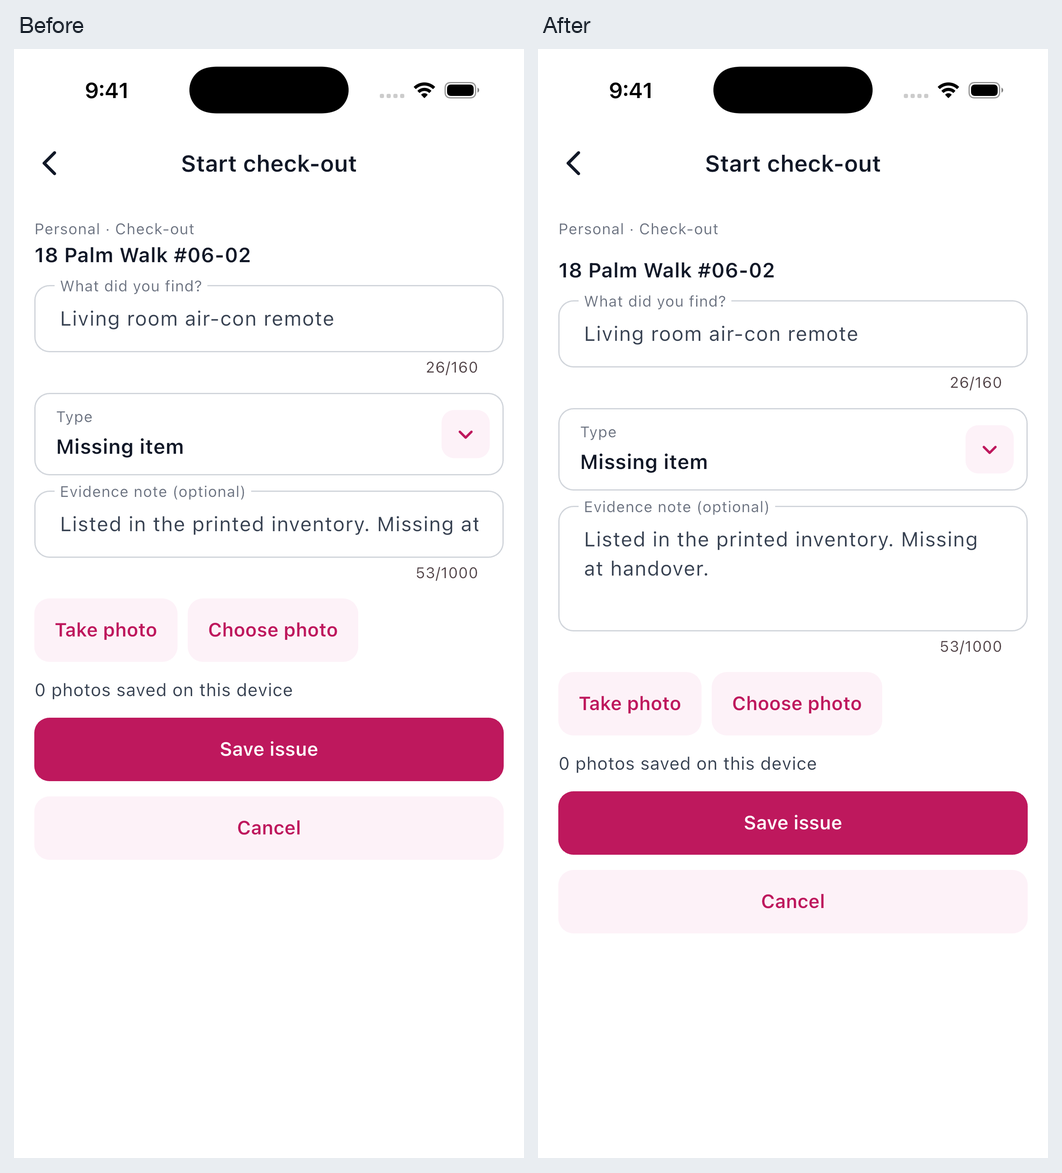 Before
9:41
Start check-out
Personal · Check-out
18 Palm Walk #06-02
What did you find?
Living room air-con remote
26/160
Type
Missing item
Evidence note (optional)
Listed in the printed inventory. Missing at
53/1000
Take photo
Choose photo
0 photos saved on this device
Save issue
Cancel
After
9:41
Start check-out
Personal · Check-out
18 Palm Walk #06-02
What did you find?
Living room air-con remote
26/160
Type
Missing item
Evidence note (optional)
Listed in the printed inventory. Missing
at handover.
53/1000
Take photo
Choose photo
0 photos saved on this device
Save issue
Cancel